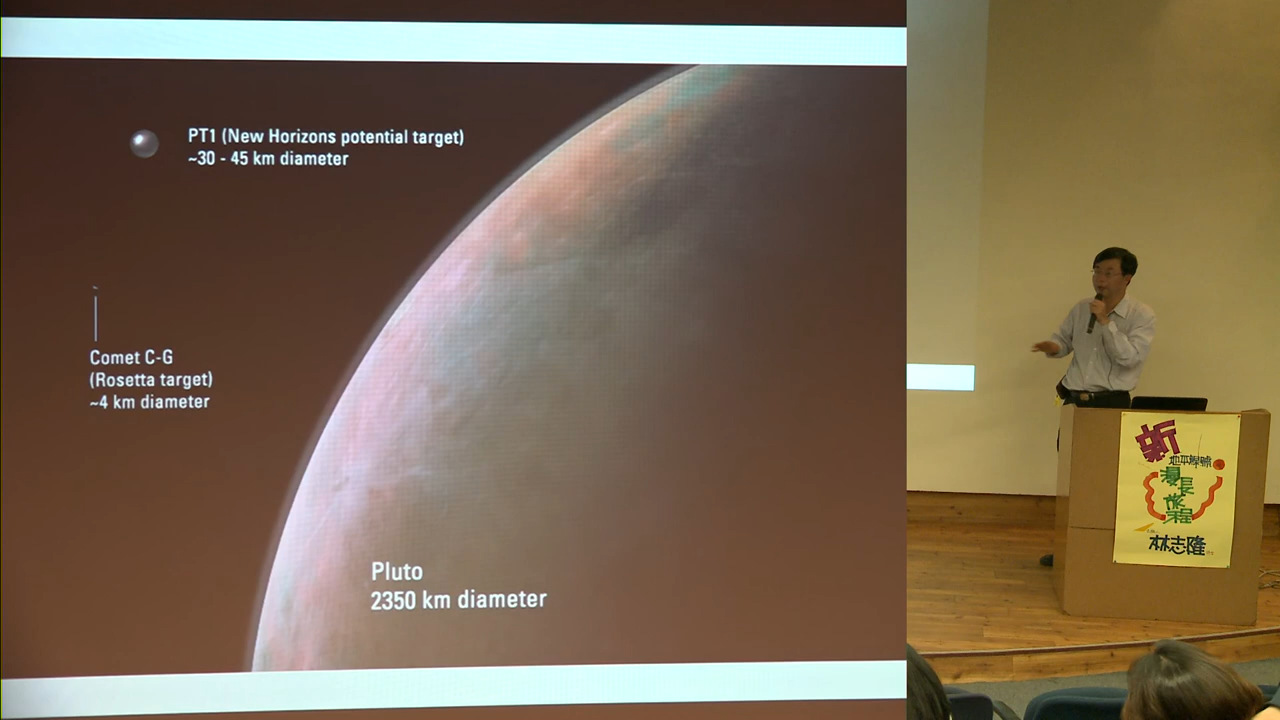 PT1 (New Horizons potential target)
~30 - 45 km diameter
Comet C-G
(Rosetta target)
~4 km diameter
Pluto
2350 km diameter
新
地平線號
漫長
旅程
林志隆